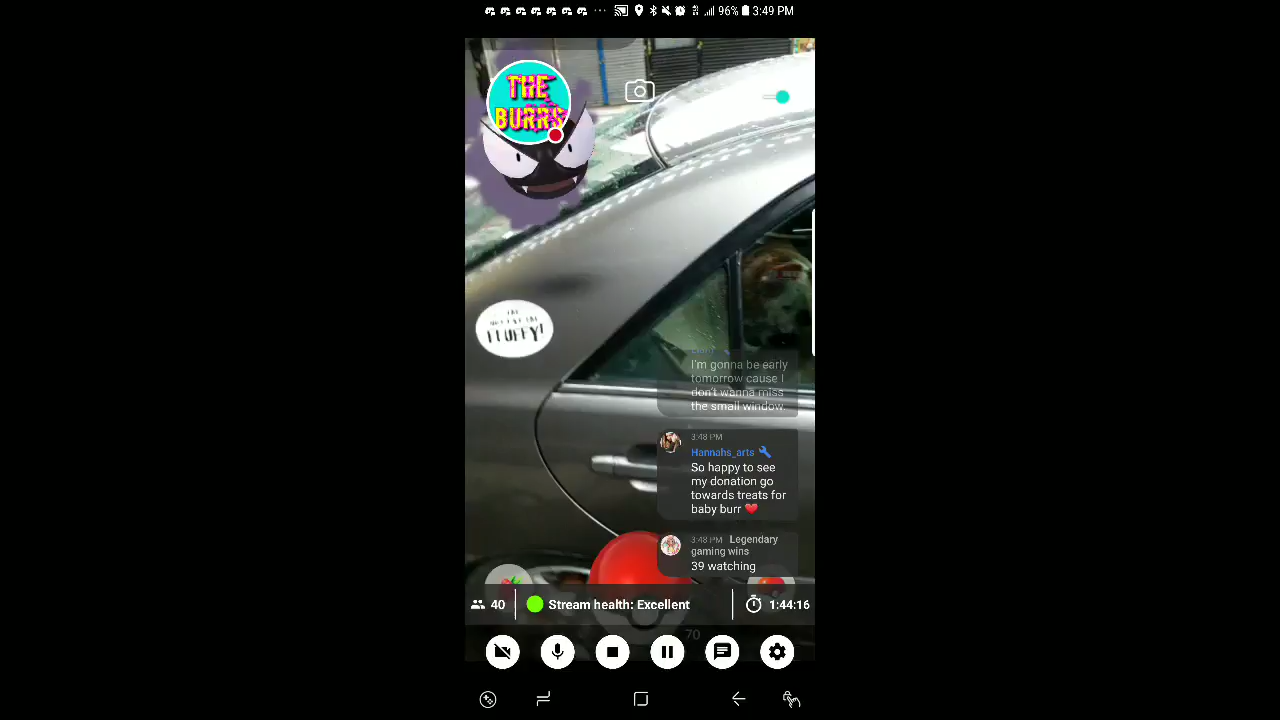 96% 3:49 PM
THE
BURRS
FLUFFY!
I'm gonna be early
tomorrow cause I
don't wanna miss
the small window.
3:48 PM
Hannahs_arts
So happy to see
my donation go
towards treats for
baby burr ❤️
3:48 PM Legendary
gaming wins
39 watching
40 Stream health: Excellent 1:44:16
70